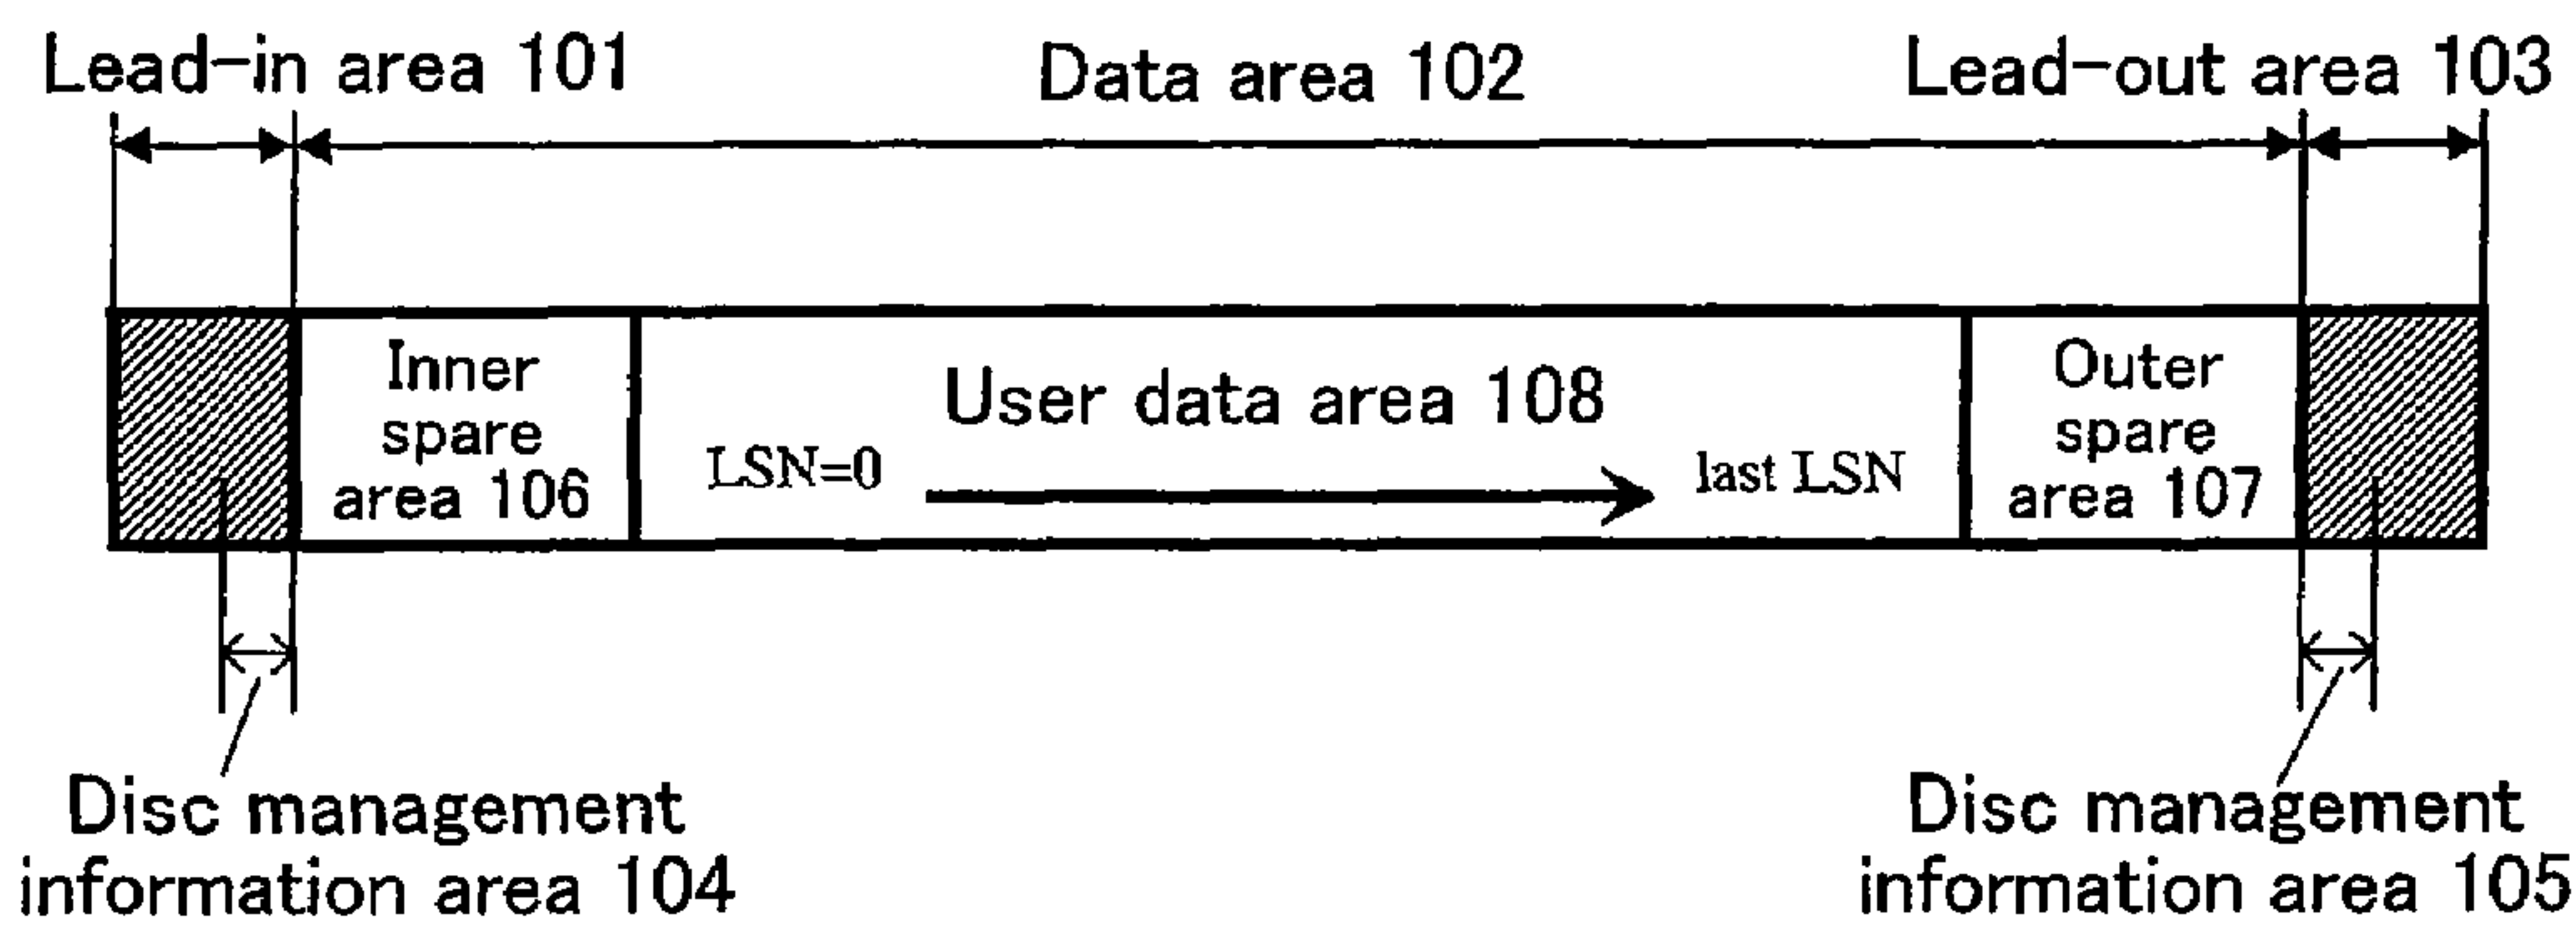 Lead-in area 101
Data area 102
Lead-out area 103
Inner
spare
area 106
User data area 108
LSN=0
last LSN
Outer
spare
area 107
Disc management
information area 104
Disc management
information area 105